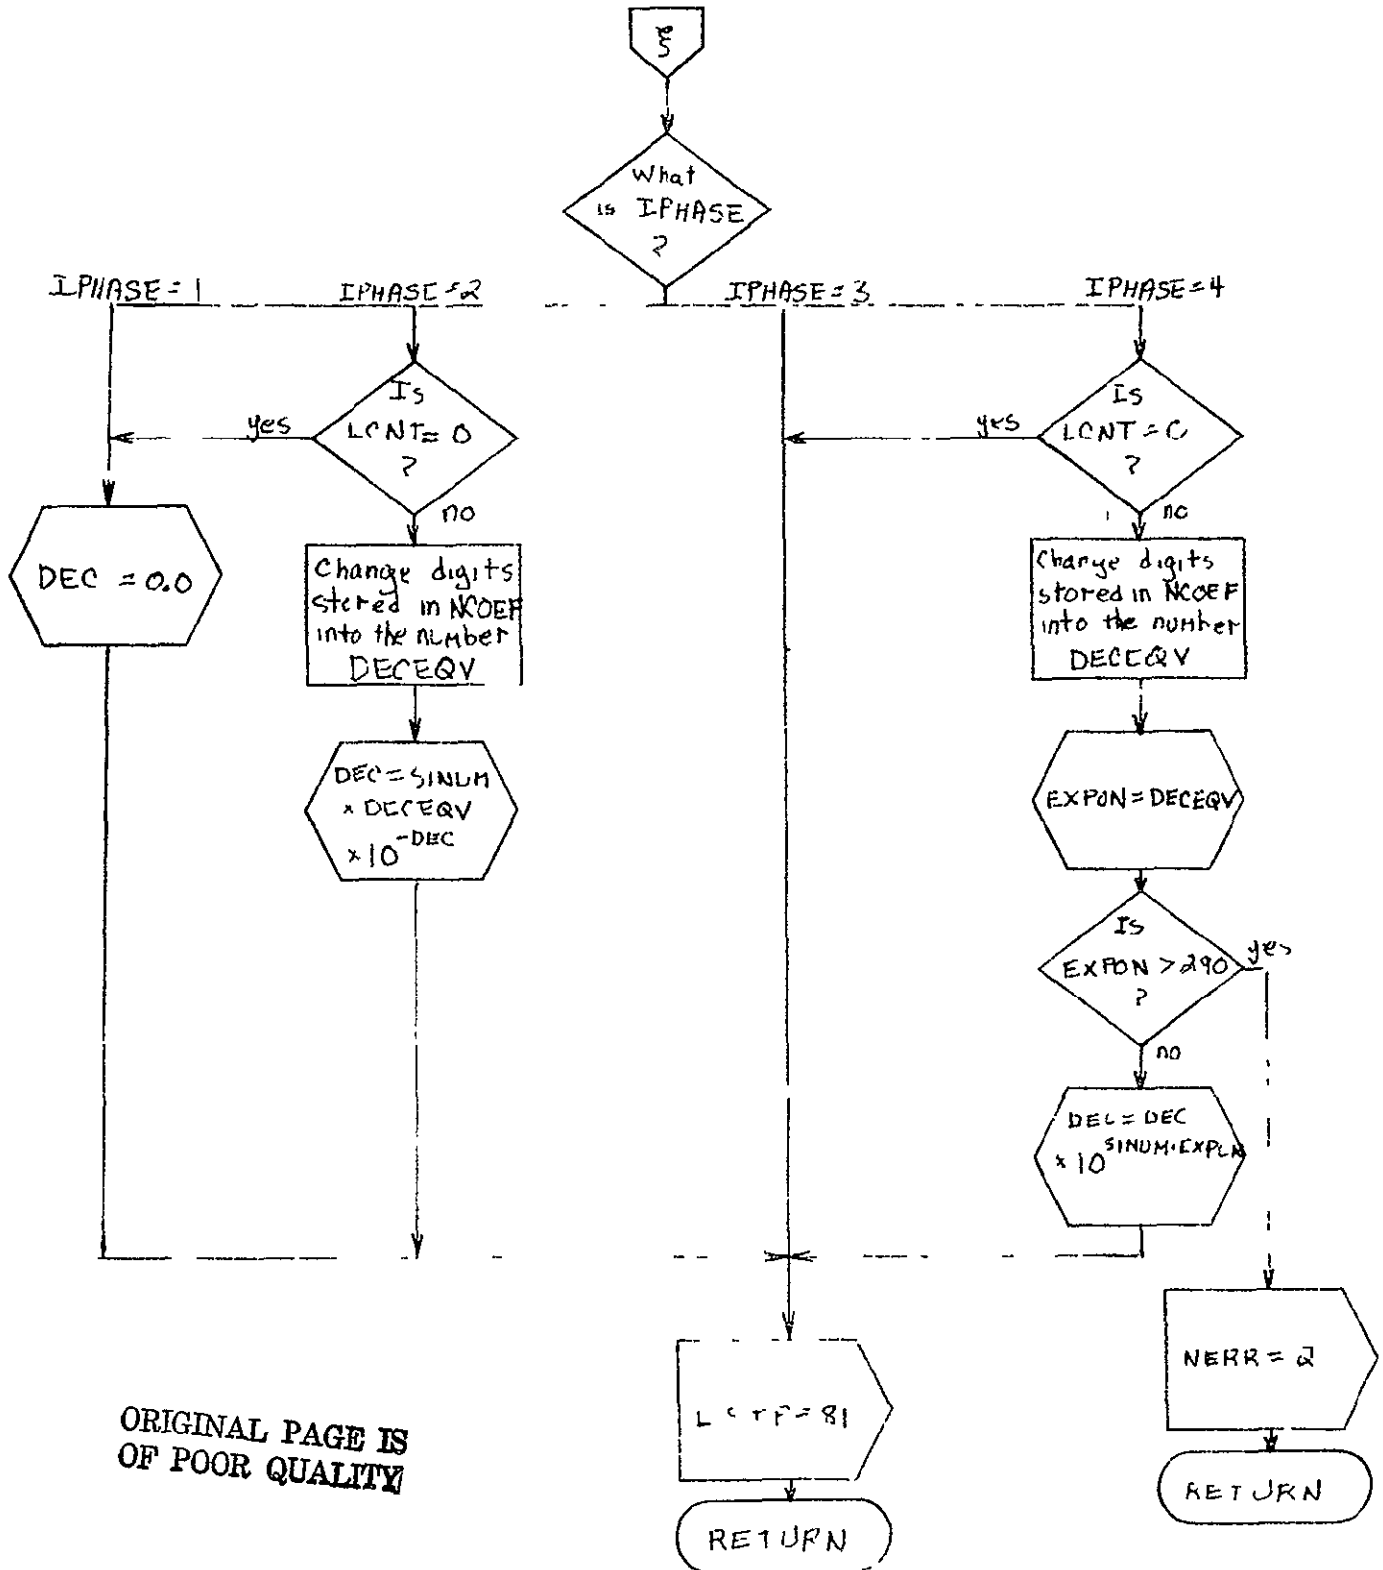 ξ
What
is IPHASE
?
IPHASE = 1
IPHASE = 2
IPHASE = 3
IPHASE = 4
Is
LCNT = 0
?
yes
no
Is
LCNT = 0
?
yes
no
DEC = 0.0
Change digits
stored in NCOEF
into the number
DECEQV
Change digits
stored in NCOEF
into the number
DECEQV
DEC = SINUM
× DECEQV
× 10^-DEC
EXPON = DECEQV
Is
EXPON > 290
?
yes
no
DEC = DEC
× 10^SINUM·EXPON
NERR = 2
= 81
RETURN
RETURN
ORIGINAL PAGE IS
OF POOR QUALITY